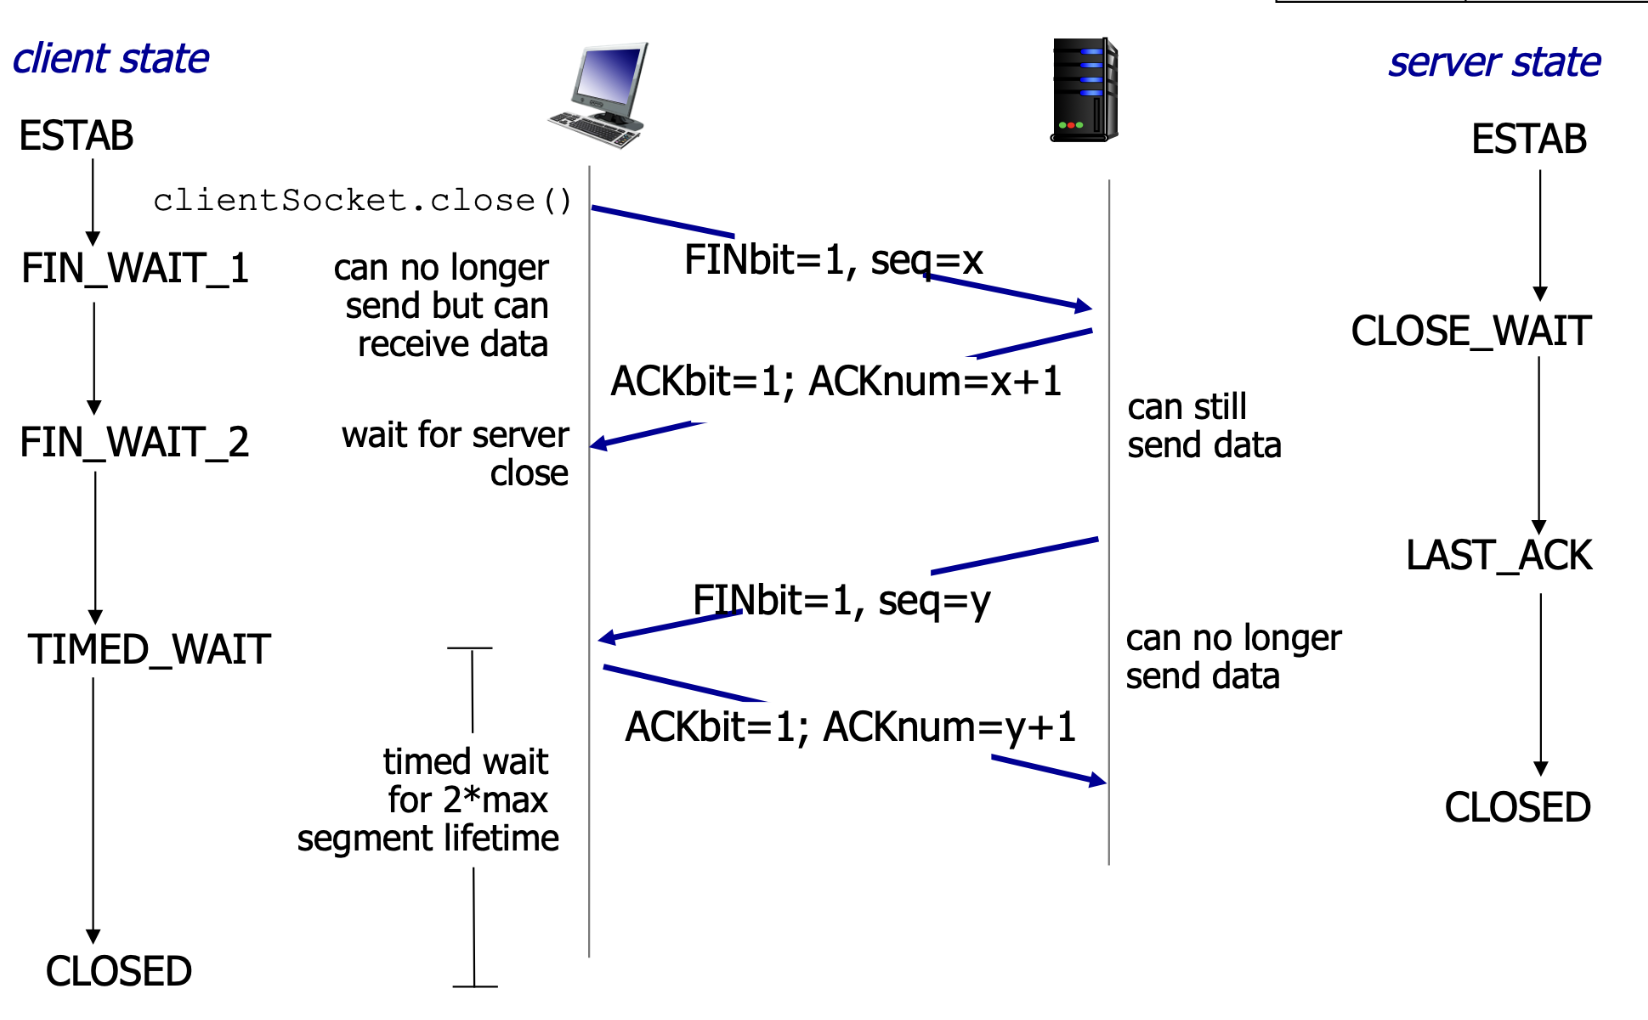 client state
server state
ESTAB
ESTAB
clientSocket.close()
FINbit=1, seq=x
FIN_WAIT_1
can no longer
send but can
receive data
CLOSE_WAIT
ACKbit=1; ACKnum=x+1
can still
send data
FIN_WAIT_2
wait for server
close
LAST_ACK
FINbit=1, seq=y
can no longer
send data
TIMED_WAIT
ACKbit=1; ACKnum=y+1
timed wait
for 2*max
segment lifetime
CLOSED
CLOSED